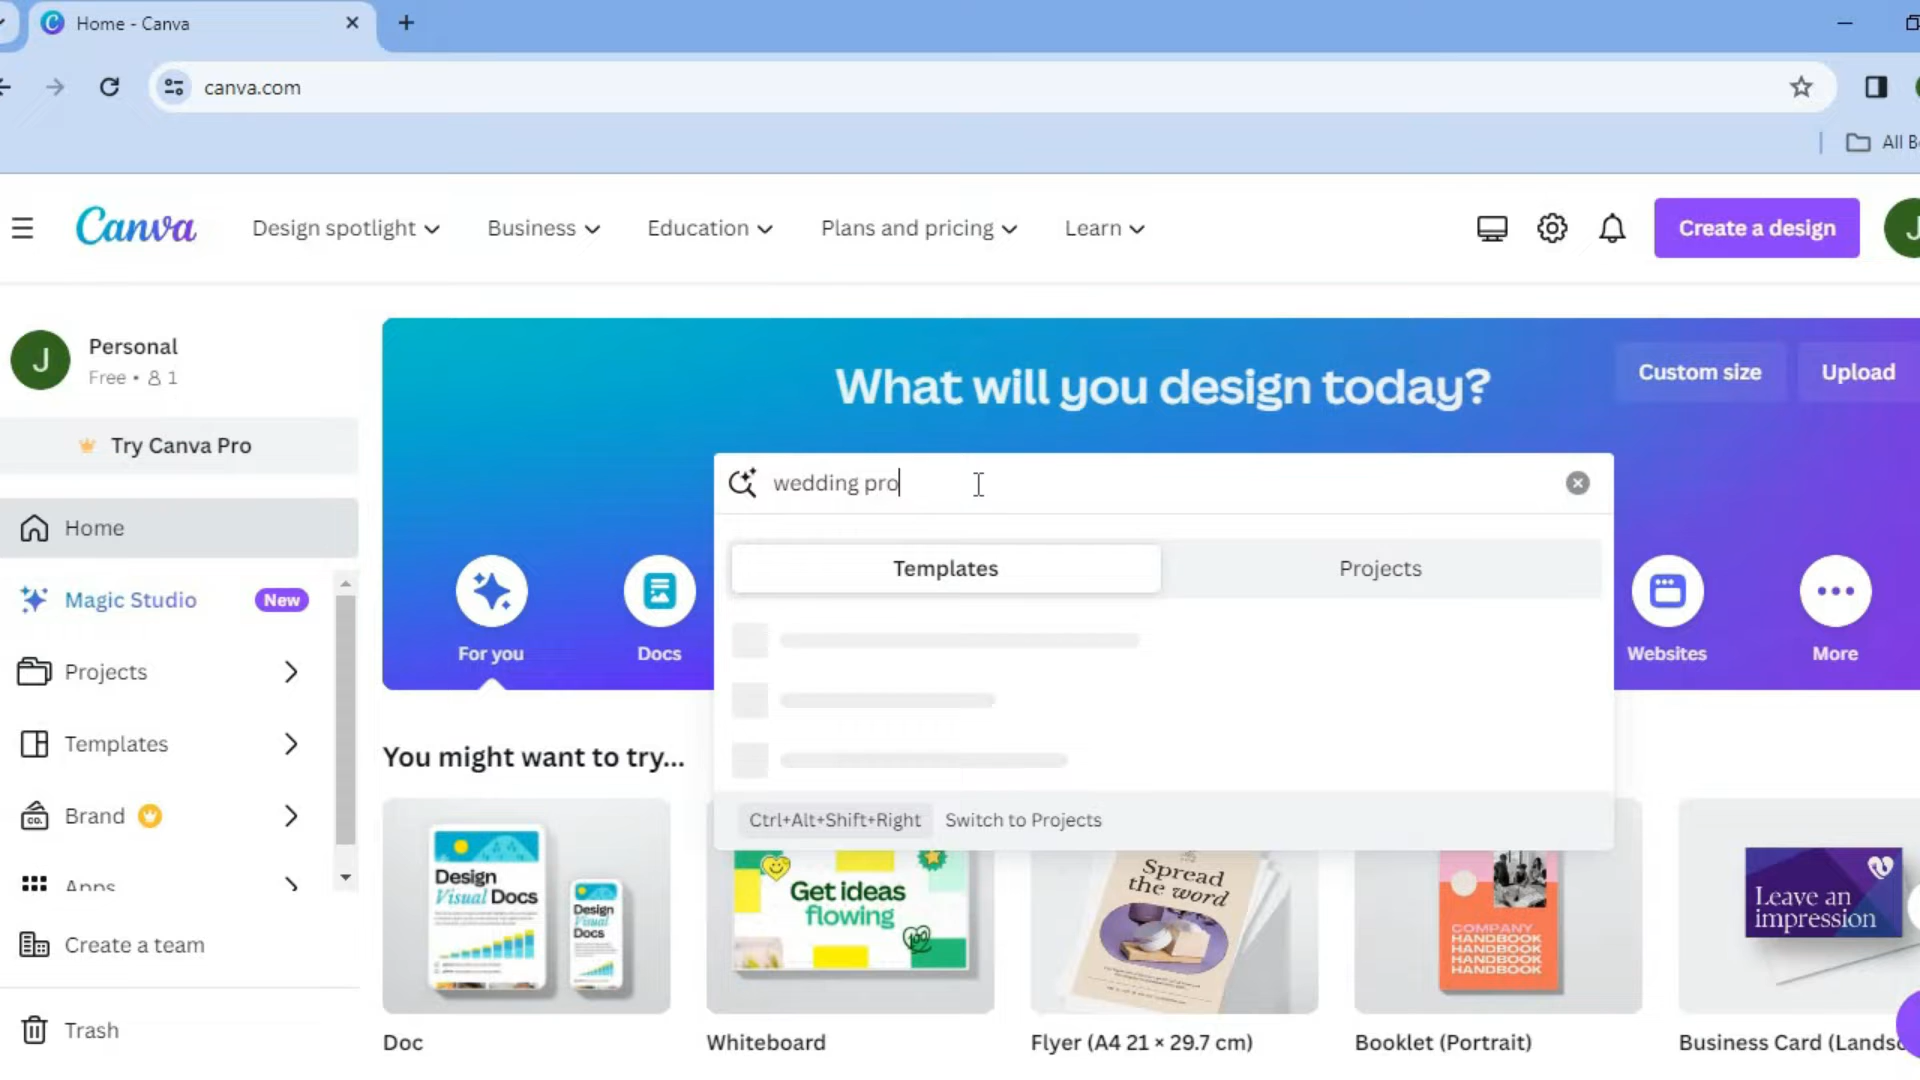 Home - Canva
canva.com
All B
Canva
Design spotlight
Business
Education
Plans and pricing
Learn
Create a design
J
J
Personal
Free • 1
Try Canva Pro
Home
Magic Studio
New
Projects
Templates
Brand
Apps
Create a team
Trash
What will you design today?
Custom size
Upload
wedding pro
Templates
Projects
For you
Docs
Websites
More
Ctrl+Alt+Shift+Right
Switch to Projects
You might want to try...
Design
Visual Docs
Design
Visual
Docs
Get ideas
flowing
100
Spread
the word
COMPANY
HANDBOOK
HANDBOOK
HANDBOOK
HANDBOOK
Leave an
impression
Doc
Whiteboard
Flyer (A4 21 × 29.7 cm)
Booklet (Portrait)
Business Card (Landsc